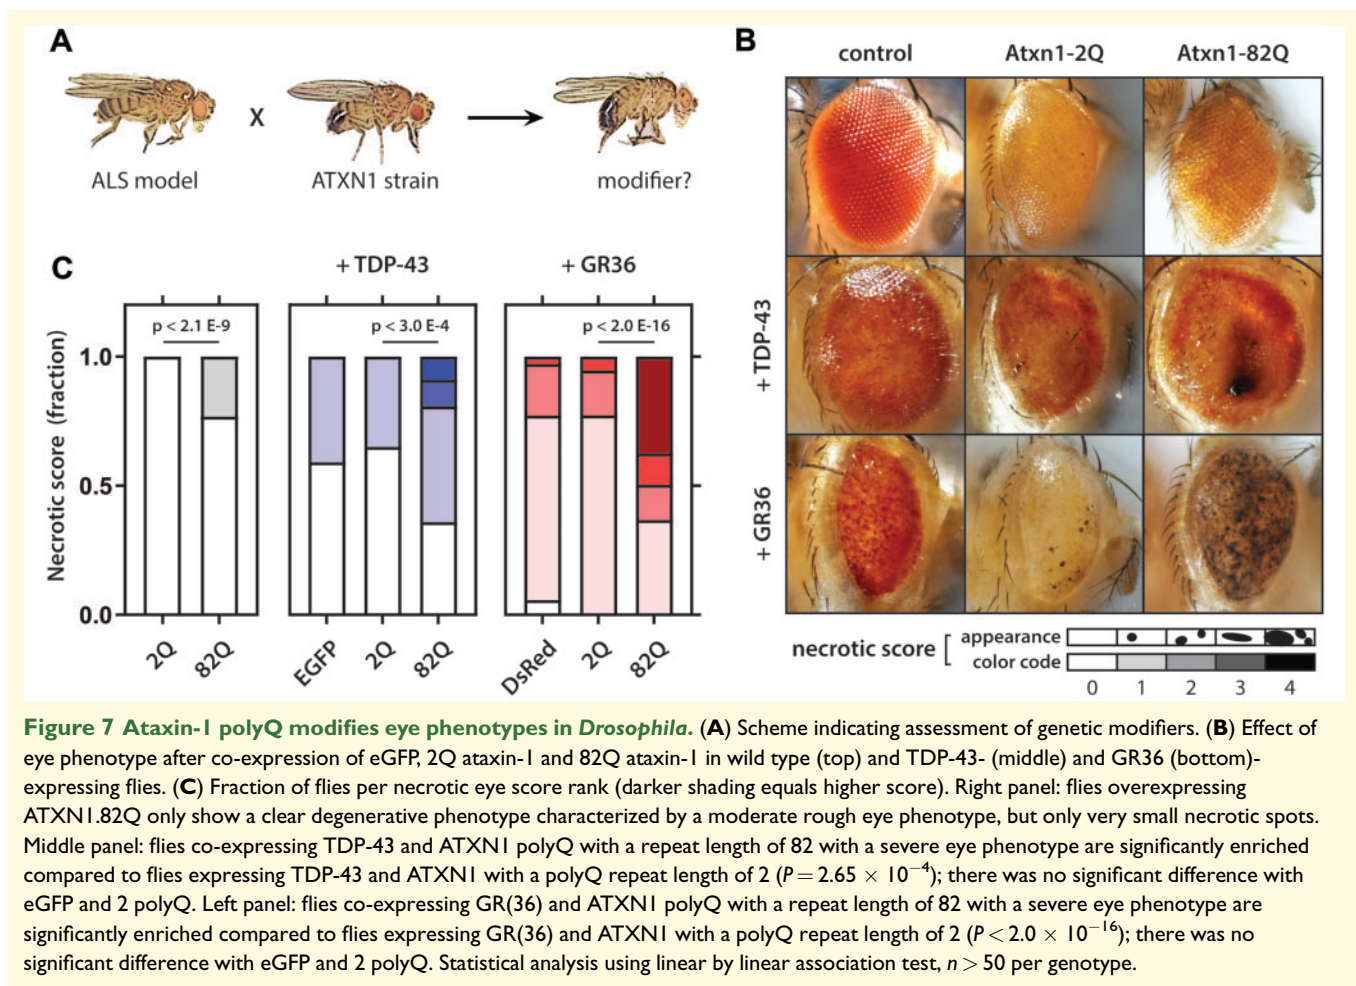 A
ALS model
X
ATXN1 strain
modifier?
B
control
Atxn1-2Q
Atxn1-82Q
+ TDP-43
+ GR36
necrotic score
appearance
color code
0 1 2 3 4
C
+ TDP-43
+ GR36
Necrotic score (fraction)
1.0
0.5
0.0
p < 2.1 E-9
p < 3.0 E-4
p < 2.0 E-16
2Q
82Q
EGFP
2Q
82Q
DsRed
2Q
82Q
Figure 7 Ataxin-1 polyQ modifies eye phenotypes in Drosophila. (A) Scheme indicating assessment of genetic modifiers. (B) Effect of
eye phenotype after co-expression of eGFP, 2Q ataxin-1 and 82Q ataxin-1 in wild type (top) and TDP-43- (middle) and GR36 (bottom)-
expressing flies. (C) Fraction of flies per necrotic eye score rank (darker shading equals higher score). Right panel: flies overexpressing
ATXN1.82Q only show a clear degenerative phenotype characterized by a moderate rough eye phenotype, but only very small necrotic spots.
Middle panel: flies co-expressing TDP-43 and ATXN1 polyQ with a repeat length of 82 with a severe eye phenotype are significantly enriched
compared to flies expressing TDP-43 and ATXN1 with a polyQ repeat length of 2 (P = 2.65 × 10⁻⁴); there was no significant difference with
eGFP and 2 polyQ. Left panel: flies co-expressing GR(36) and ATXN1 polyQ with a repeat length of 82 with a severe eye phenotype are
significantly enriched compared to flies expressing GR(36) and ATXN1 with a polyQ repeat length of 2 (P < 2.0 × 10⁻¹⁶); there was no
significant difference with eGFP and 2 polyQ. Statistical analysis using linear by linear association test, n > 50 per genotype.